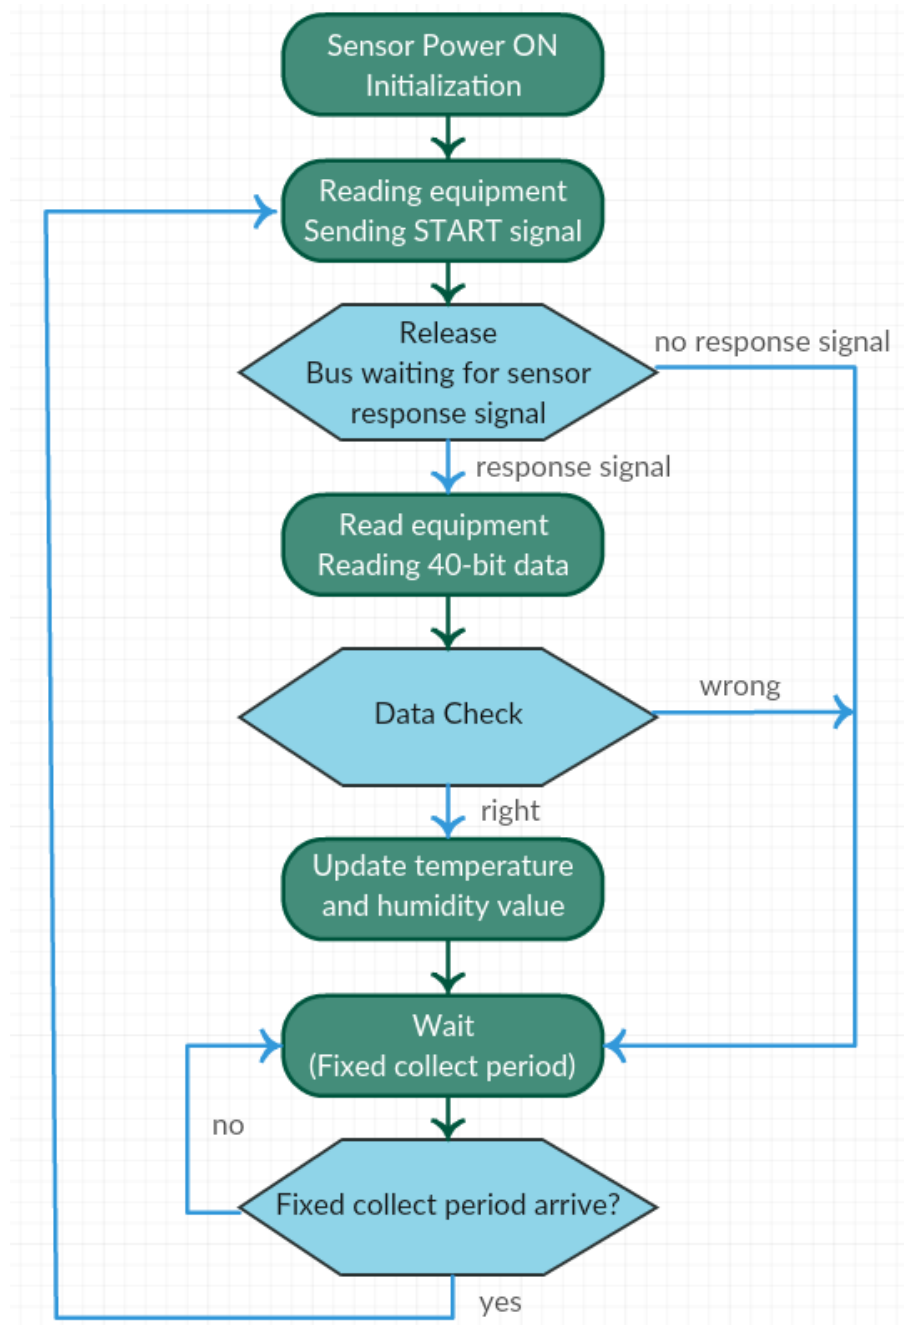 Sensor Power ON
Initialization
Reading equipment
Sending START signal
Release
Bus waiting for sensor
response signal
no response signal
response signal
Read equipment
Reading 40-bit data
Data Check
wrong
right
Update temperature
and humidity value
Wait
(Fixed collect period)
no
Fixed collect period arrive?
yes